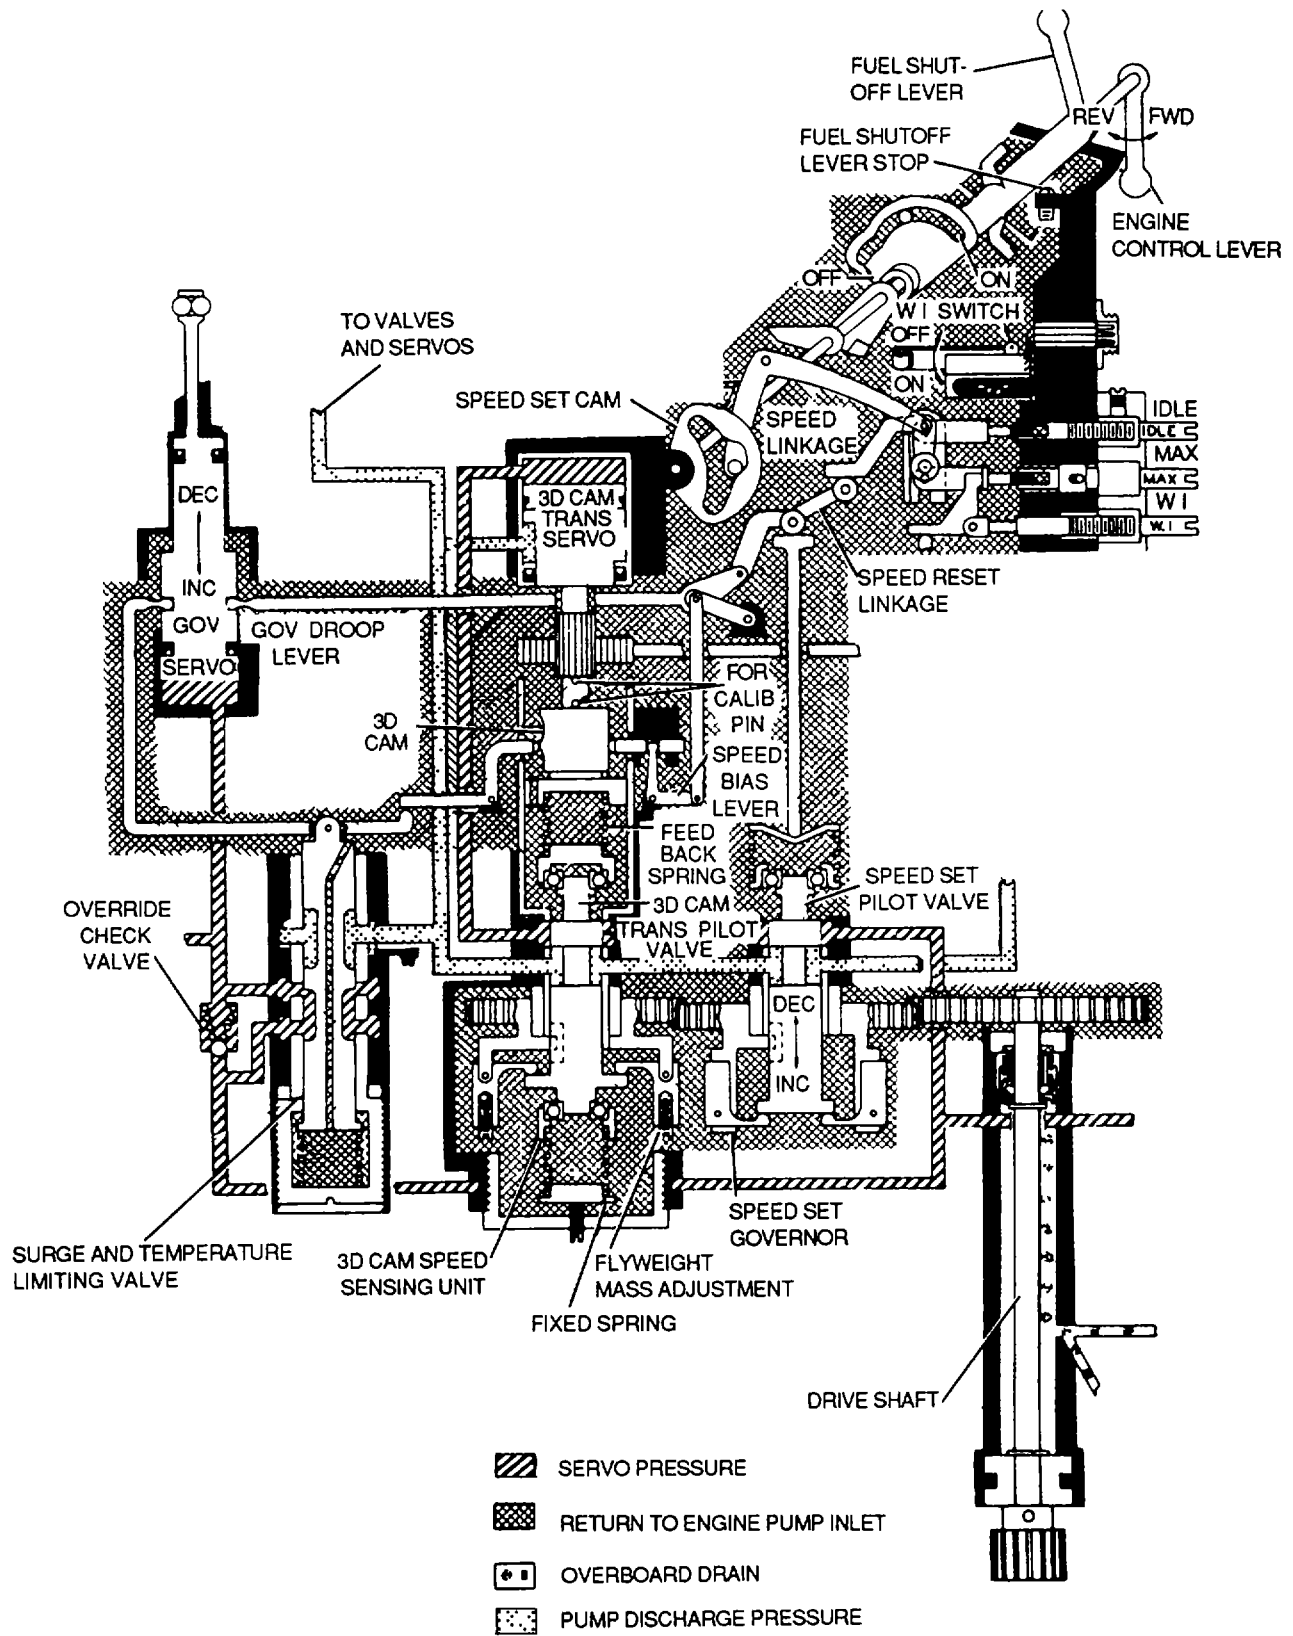 FUEL SHUT-
OFF LEVER
REV FWD
FUEL SHUTOFF
LEVER STOP
ENGINE
CONTROL LEVER
OFF
ON
W I SWITCH
OFF
ON
TO VALVES
AND SERVOS
SPEED SET CAM
SPEED
LINKAGE
IDLE
IDLE
MAX
MAX
W I
W.I
DEC
INC
GOV
SERVO
3D CAM
TRANS
SERVO
SPEED RESET
LINKAGE
GOV DROOP
LEVER
FOR
CALIB
PIN
3D
CAM
SPEED
BIAS
LEVER
FEED
BACK
SPRING
SPEED SET
PILOT VALVE
3D CAM
TRANS PILOT
VALVE
OVERRIDE
CHECK
VALVE
DEC
INC
SURGE AND TEMPERATURE
LIMITING VALVE
3D CAM SPEED
SENSING UNIT
FLYWEIGHT
MASS ADJUSTMENT
FIXED SPRING
SPEED SET
GOVERNOR
DRIVE SHAFT
SERVO PRESSURE
RETURN TO ENGINE PUMP INLET
OVERBOARD DRAIN
PUMP DISCHARGE PRESSURE